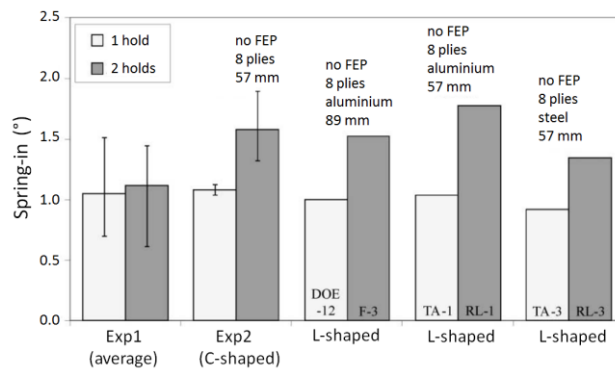 2.5
2.0
1.5
1.0
0.5
0.0
Spring-in (°)
1 hold
2 holds
no FEP
8 plies
57 mm
no FEP
8 plies
aluminium
89 mm
no FEP
8 plies
aluminium
57 mm
no FEP
8 plies
steel
57 mm
DOE
-12
F-3
TA-1
RL-1
TA-3
RL-3
Exp1
(average)
Exp2
(C-shaped)
L-shaped
L-shaped
L-shaped